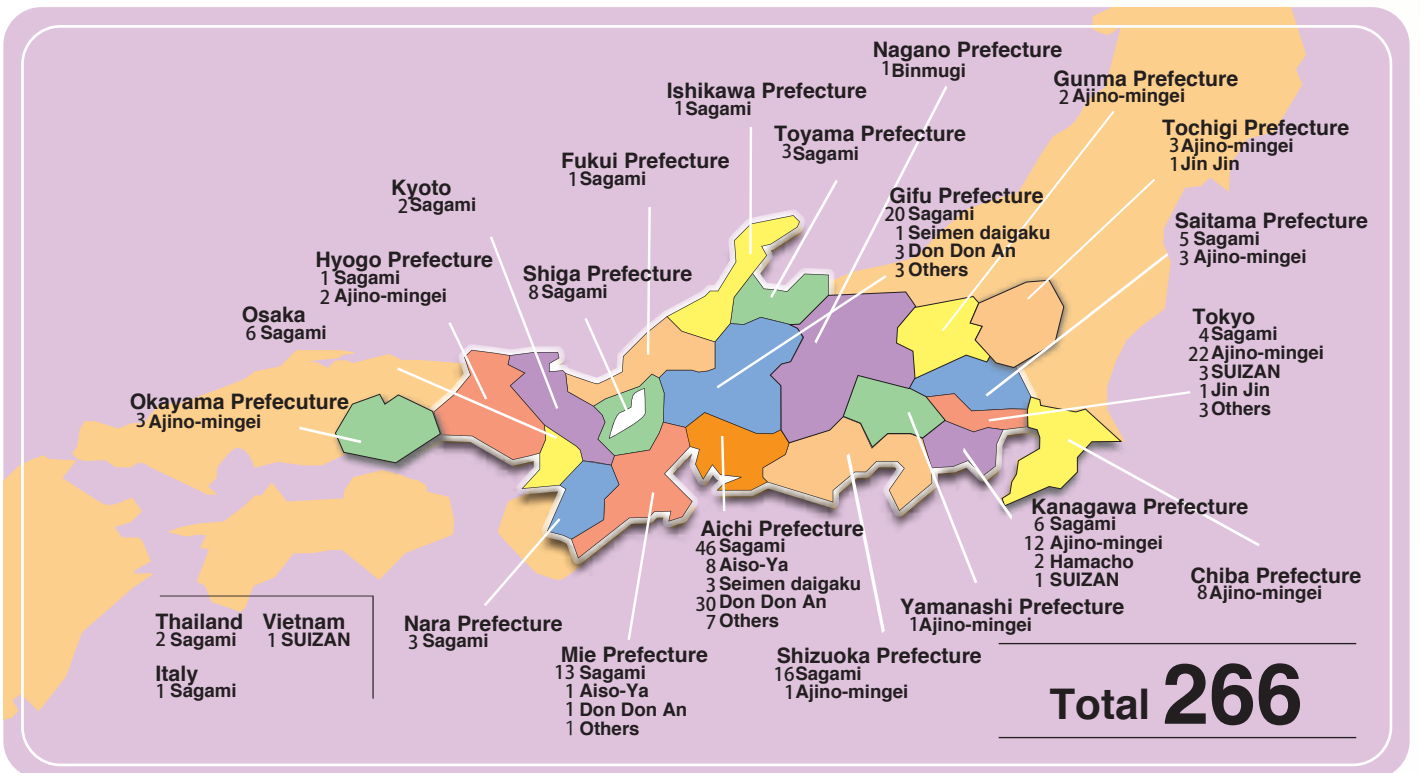 Nagano Prefecture
1 Binmugi
Ishikawa Prefecture
1 Sagami
Gunma Prefecture
2 Ajino-mingei
Toyama Prefecture
3 Sagami
Tochigi Prefecture
3 Ajino-mingei
1 Jin Jin
Fukui Prefecture
1 Sagami
Kyoto
2 Sagami
Gifu Prefecture
20 Sagami
1 Seimen daigaku
3 Don Don An
3 Others
Saitama Prefecture
5 Sagami
3 Ajino-mingei
Hyogo Prefecture
1 Sagami
2 Ajino-mingei
Shiga Prefecture
8 Sagami
Osaka
6 Sagami
Tokyo
4 Sagami
22 Ajino-mingei
3 SUIZAN
1 Jin Jin
3 Others
Okayama Prefecuture
3 Ajino-mingei
Kanagawa Prefecture
6 Sagami
12 Ajino-mingei
2 Hamacho
1 SUIZAN
Aichi Prefecture
46 Sagami
8 Aiso-Ya
3 Seimen daigaku
30 Don Don An
7 Others
Chiba Prefecture
8 Ajino-mingei
Yamanashi Prefecture
1 Ajino-mingei
Thailand
2 Sagami
Vietnam
1 SUIZAN
Italy
1 Sagami
Nara Prefecture
3 Sagami
Mie Prefecture
13 Sagami
1 Aiso-Ya
1 Don Don An
1 Others
Shizuoka Prefecture
16 Sagami
1 Ajino-mingei
Total 266